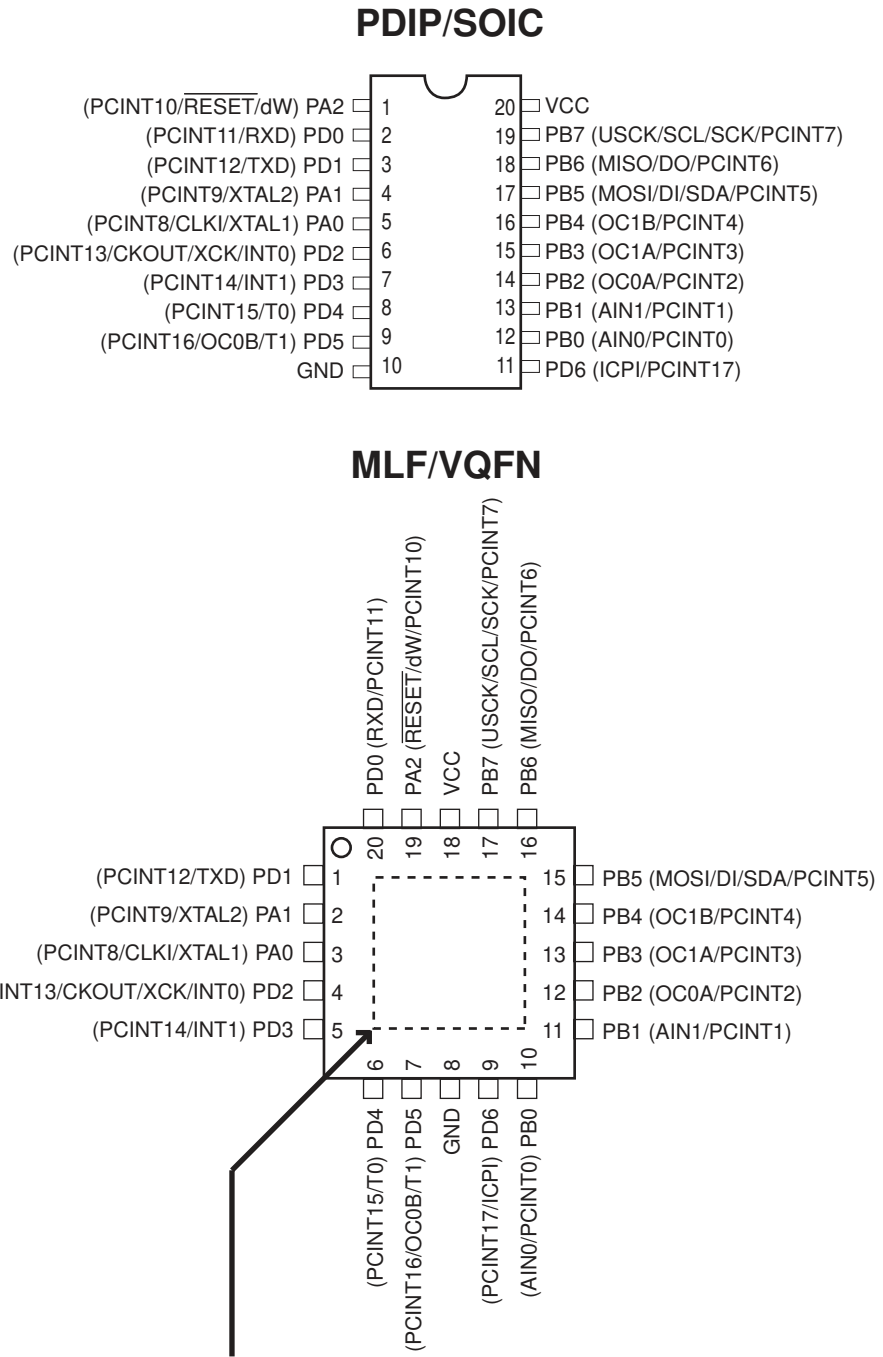 PDIP/SOIC
(PCINT10/RESET/dW) PA2 1 20 VCC
(PCINT11/RXD) PD0 2 19 PB7 (USCK/SCL/SCK/PCINT7)
(PCINT12/TXD) PD1 3 18 PB6 (MISO/DO/PCINT6)
(PCINT9/XTAL2) PA1 4 17 PB5 (MOSI/DI/SDA/PCINT5)
(PCINT8/CLKI/XTAL1) PA0 5 16 PB4 (OC1B/PCINT4)
(PCINT13/CKOUT/XCK/INT0) PD2 6 15 PB3 (OC1A/PCINT3)
(PCINT14/INT1) PD3 7 14 PB2 (OC0A/PCINT2)
(PCINT15/T0) PD4 8 13 PB1 (AIN1/PCINT1)
(PCINT16/OC0B/T1) PD5 9 12 PB0 (AIN0/PCINT0)
GND 10 11 PD6 (ICPI/PCINT17)
MLF/VQFN
PD0 (RXD/PCINT11)
PA2 (RESET/dW/PCINT10)
VCC
PB7 (USCK/SCL/SCK/PCINT7)
PB6 (MISO/DO/PCINT6)
20 19 18 17 16
(PCINT12/TXD) PD1 1 15 PB5 (MOSI/DI/SDA/PCINT5)
(PCINT9/XTAL2) PA1 2 14 PB4 (OC1B/PCINT4)
(PCINT8/CLKI/XTAL1) PA0 3 13 PB3 (OC1A/PCINT3)
INT13/CKOUT/XCK/INT0) PD2 4 12 PB2 (OC0A/PCINT2)
(PCINT14/INT1) PD3 5 11 PB1 (AIN1/PCINT1)
6 7 8 9 10
(PCINT15/T0) PD4
(PCINT16/OC0B/T1) PD5
GND
(PCINT17/ICPI) PD6
(AIN0/PCINT0) PB0